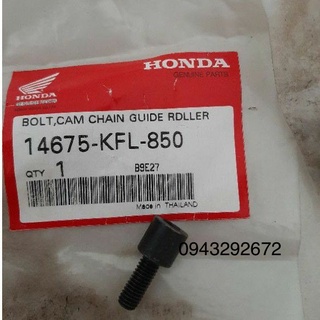 HONDA
GENUINE PARTS
HONDA
BOLT,CAM CHAIN GUIDE RDLLER
14675-KFL-850
QTY 1 B9E27
Made in THAILAND
0943292672